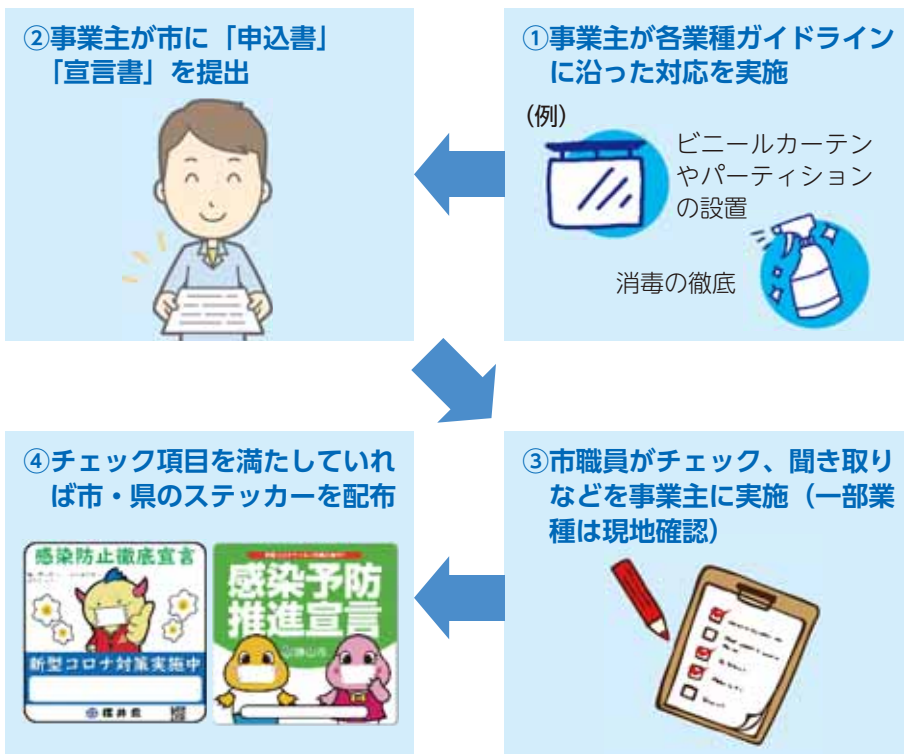 ①事業主が各業種ガイドライン
に沿った対応を実施
(例)
ビニールカーテン
やパーティション
の設置
消毒の徹底
②事業主が市に「申込書」
「宣言書」を提出
③市職員がチェック、聞き取り
などを事業主に実施（一部業
種は現地確認）
④チェック項目を満たしていれ
ば市・県のステッカーを配布
感染防止徹底宣言
新型コロナ対策実施中
福井県
感染予防
推進宣言
勝山市